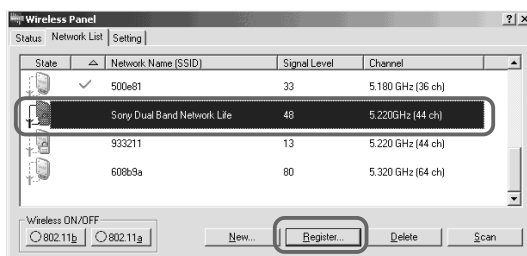 Wireless Panel
Status Network List Setting
State Network Name (SSID) Signal Level Channel
500e81 33 5.180 GHz (36 ch)
Sony Dual Band Network Life 48 5.220GHz (44 ch)
933211 13 5.220 GHz (44 ch)
608b9a 80 5.320 GHz (64 ch)
Wireless ON/OFF
802.11b 802.11a New... Register... Delete Scan